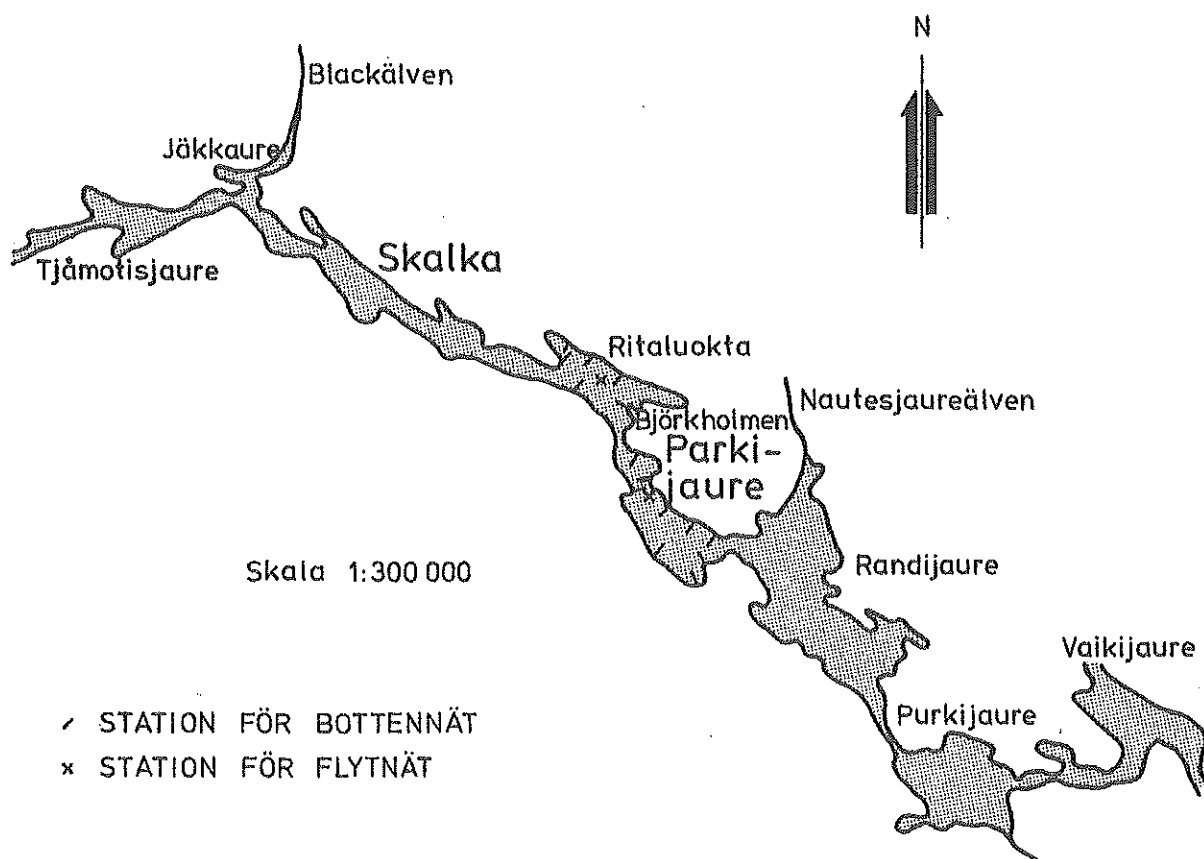 N
Blackälven
Jäkkaure
Skalka
Tjåmotisjaure
Ritaluokta
Nautesjaureälven
Björkholmen
Parki-
jaure
Skala 1:300 000
Randijaure
Vaikijaure
Purkijaure
STATION FÖR BOTTENNÄT
x STATION FÖR FLYTNÄT